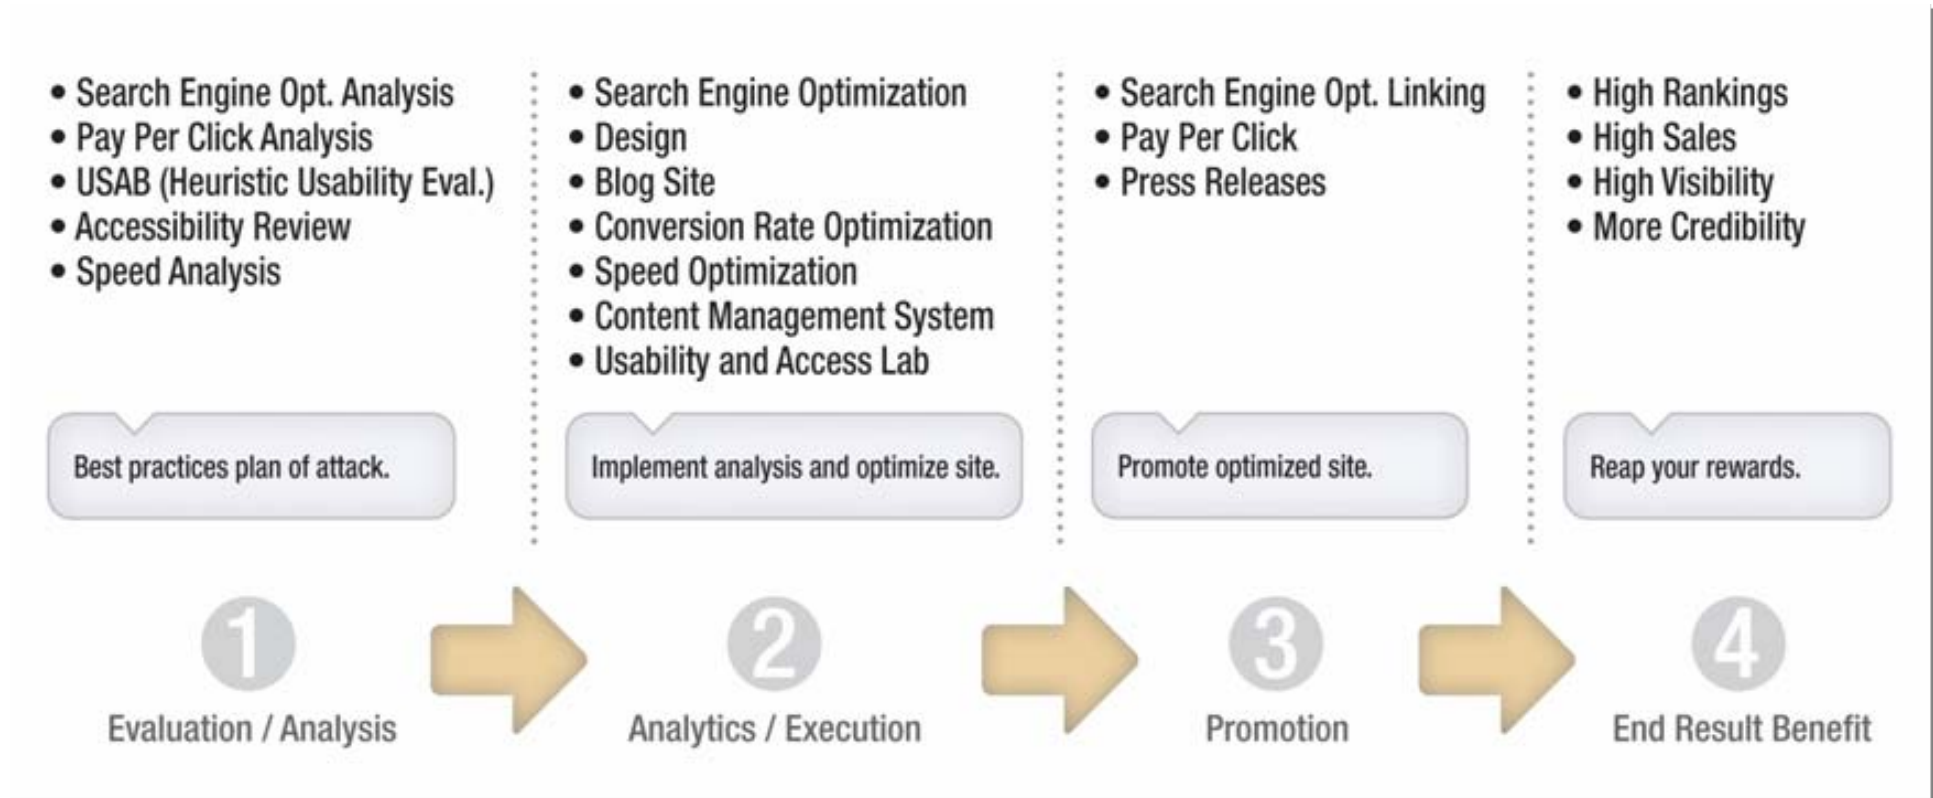 • Search Engine Opt. Analysis
• Pay Per Click Analysis
• USAB (Heuristic Usability Eval.)
• Accessibility Review
• Speed Analysis
Best practices plan of attack.
1
Evaluation / Analysis
• Search Engine Optimization
• Design
• Blog Site
• Conversion Rate Optimization
• Speed Optimization
• Content Management System
• Usability and Access Lab
Implement analysis and optimize site.
2
Analytics / Execution
• Search Engine Opt. Linking
• Pay Per Click
• Press Releases
Promote optimized site.
3
Promotion
• High Rankings
• High Sales
• High Visibility
• More Credibility
Reap your rewards.
4
End Result Benefit